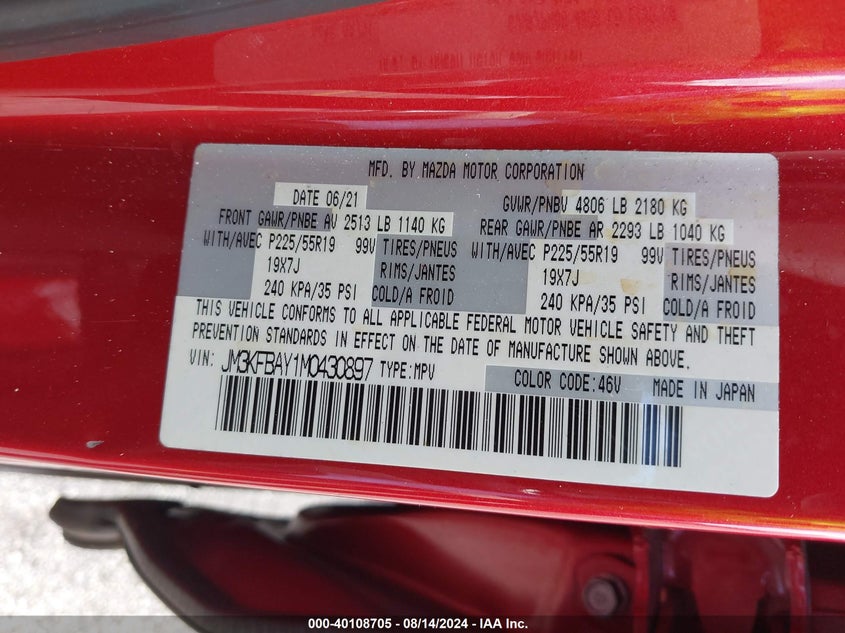 MFD. BY MAZDA MOTOR CORPORATION
DATE 06/21 GVWR/PNBV 4806 LB 2180 KG
FRONT GAWR/PNBE AV 2513 LB 1140 KG REAR GAWR/PNBE AR 2293 LB 1040 KG
WITH/AVEC P225/55R19 99V TIRES/PNEUS WITH/AVEC P225/55R19 99V TIRES/PNEUS
19X7J RIMS/JANTES 19X7J RIMS/JANTES
240 KPA/35 PSI COLD/A FROID 240 KPA/35 PSI COLD/A FROID
THIS VEHICLE CONFORMS TO ALL APPLICABLE FEDERAL MOTOR VEHICLE SAFETY AND THEFT
PREVENTION STANDARDS IN EFFECT ON THE DATE OF MANUFACTURE SHOWN ABOVE.
VIN: JM3KFBAY1M0430897 TYPE:MPV COLOR CODE:46V MADE IN JAPAN
000-40108705 - 08/14/2024 - IAA Inc.